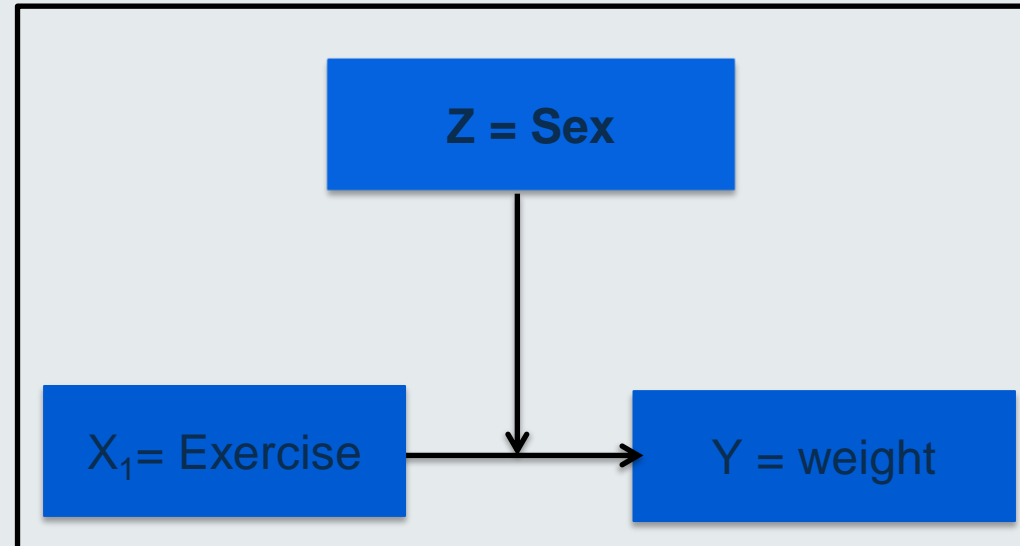 Z = Sex
X₁= Exercise
Y = weight